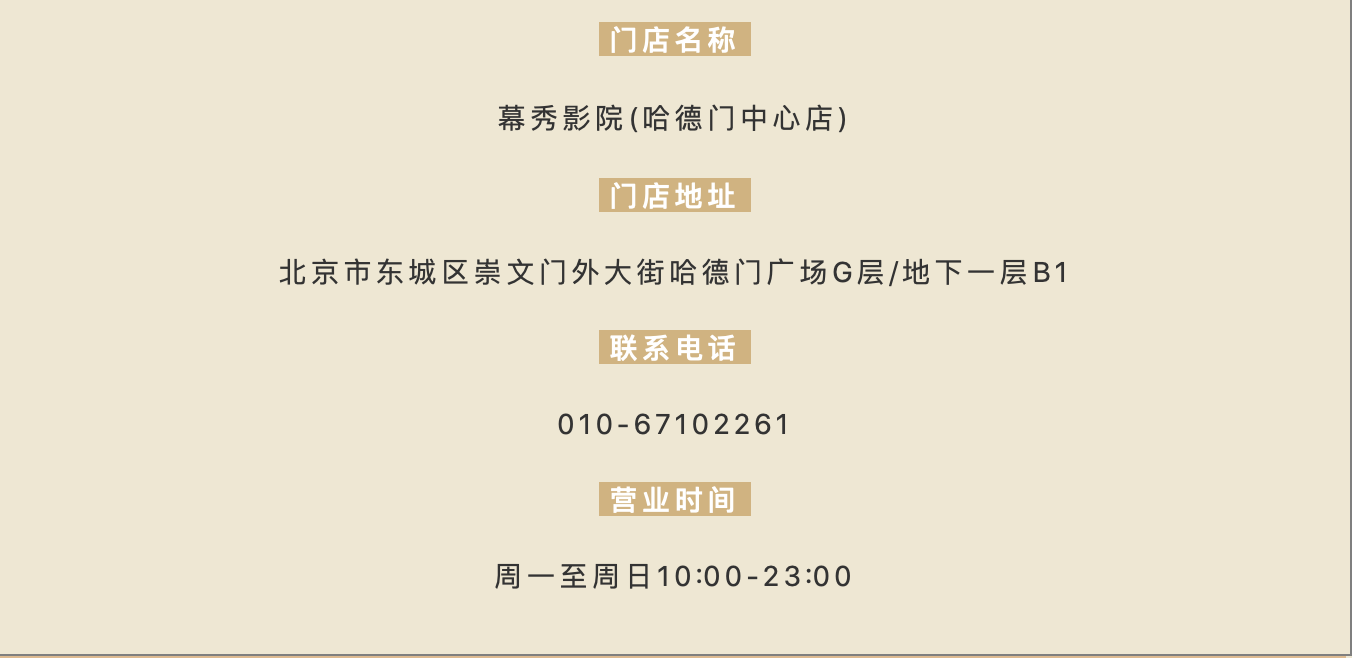 门店名称
幕秀影院(哈德门中心店)
门店地址
北京市东城区崇文门外大街哈德门广场G层/地下一层B1
联系电话
010-67102261
营业时间
周一至周日10:00-23:00